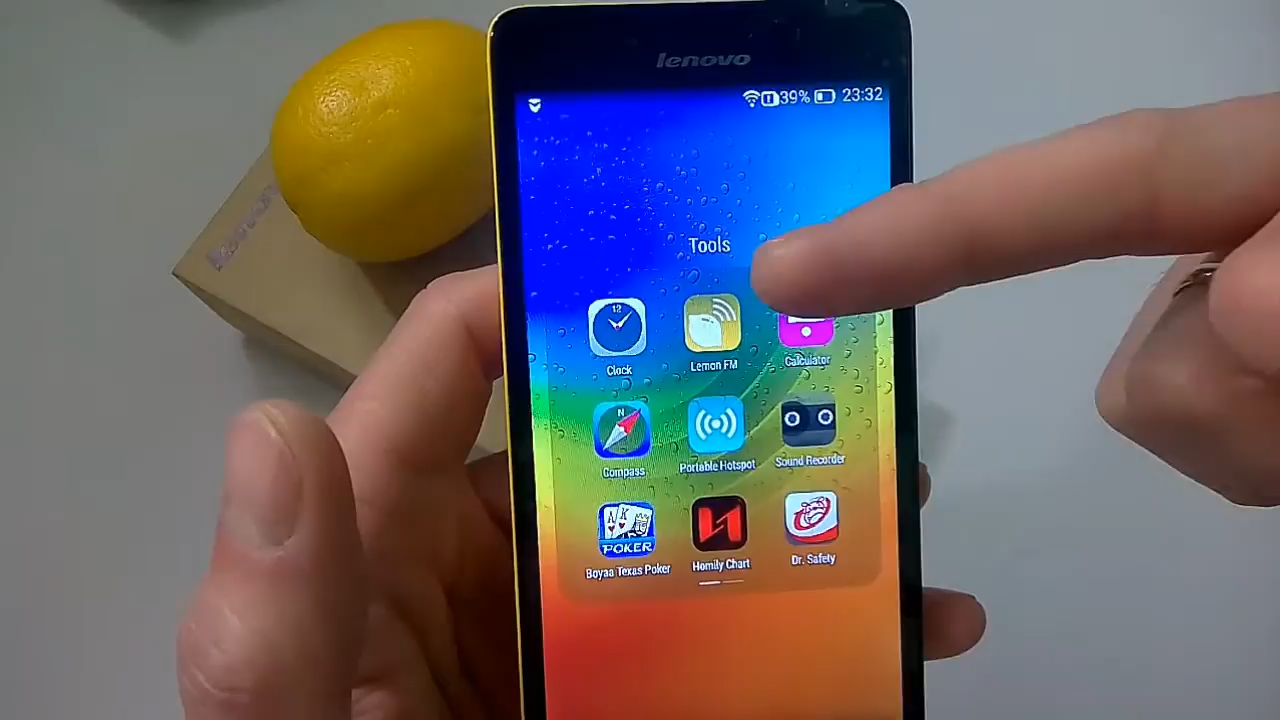 lenovo
39% 23:32
Tools
12
Clock Lemon FM Calculator
N
Compass Portable Hotspot Sound Recorder
A K
POKER
Boyaa Texas Poker Homily Chart Dr. Safety